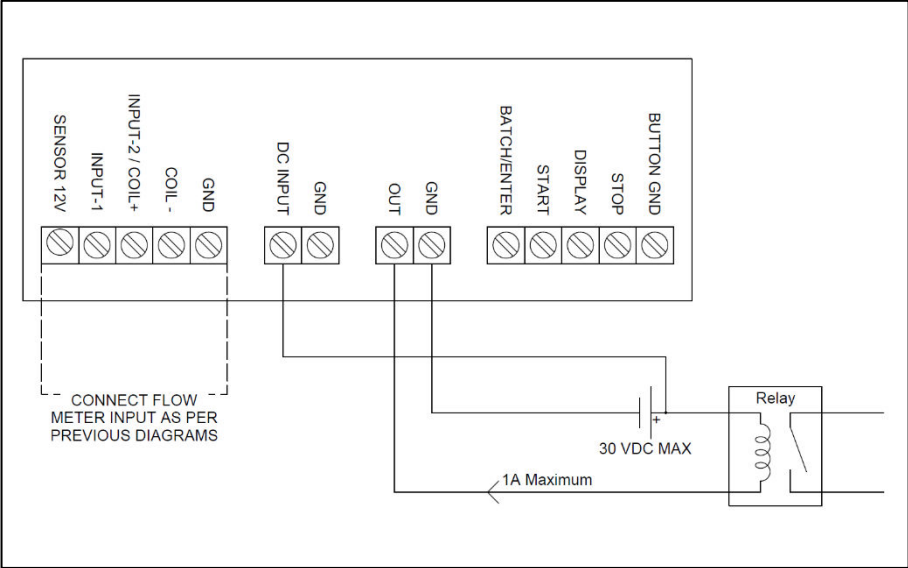 SENSOR 12V
INPUT-1
INPUT-2 / COIL+
COIL -
GND
DC INPUT
GND
OUT
GND
BATCH/ENTER
START
DISPLAY
STOP
BUTTON GND
CONNECT FLOW
METER INPUT AS PER
PREVIOUS DIAGRAMS
+
30 VDC MAX
Relay
1A Maximum